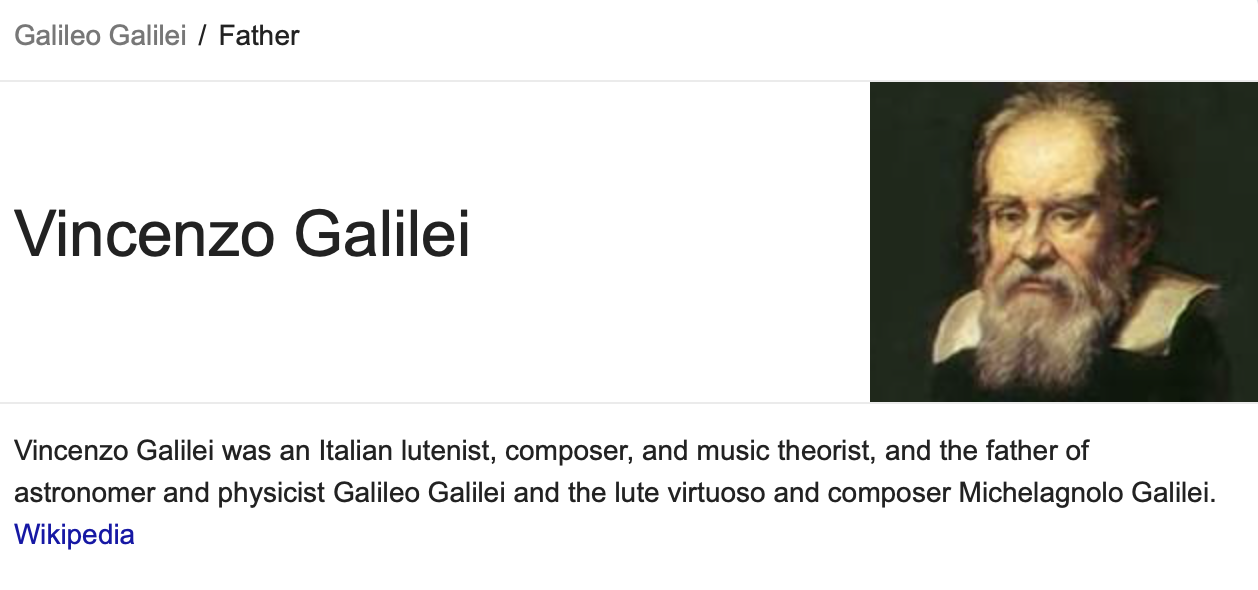 Galileo Galilei / Father
Vincenzo Galilei
Vincenzo Galilei was an Italian lutenist, composer, and music theorist, and the father of
astronomer and physicist Galileo Galilei and the lute virtuoso and composer Michelagnolo Galilei.
Wikipedia